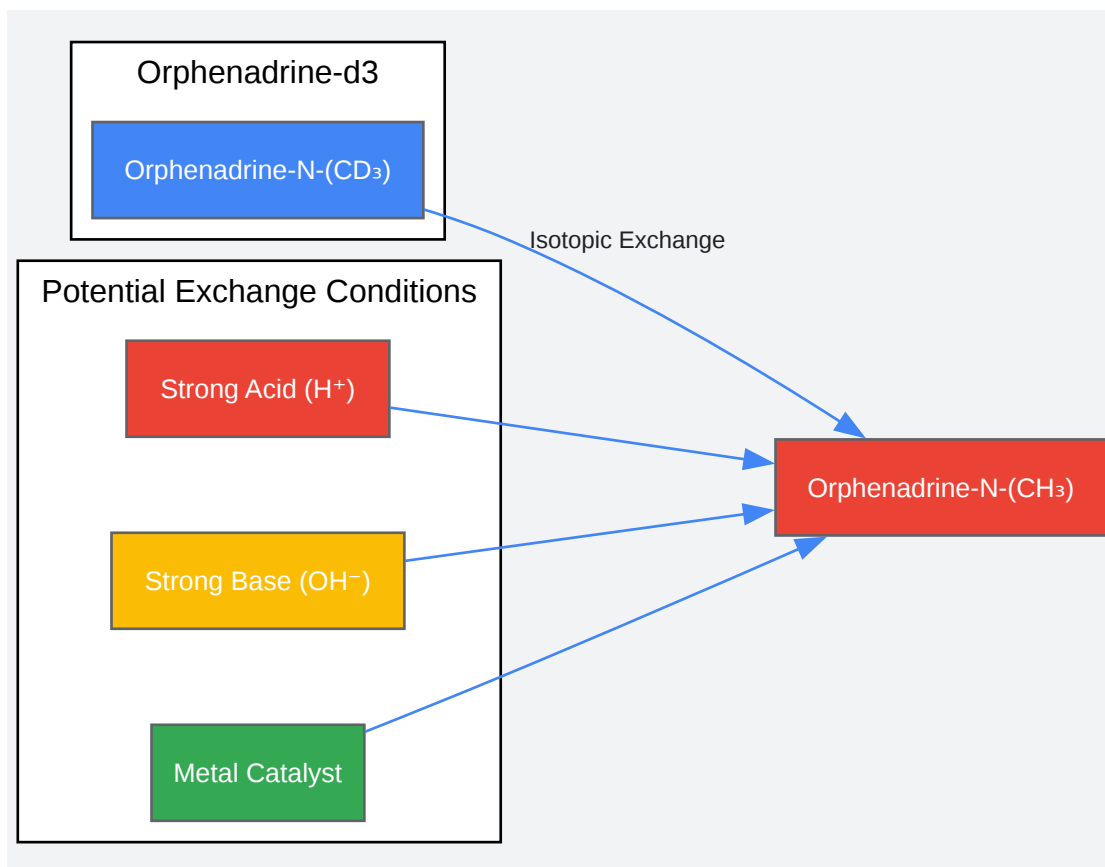 Orphenadrine-d3
Orphenadrine-N-(CD₃)
Isotopic Exchange
Potential Exchange Conditions
Strong Acid (H⁺)
Orphenadrine-N-(CH₃)
Strong Base (OH⁻)
Metal Catalyst